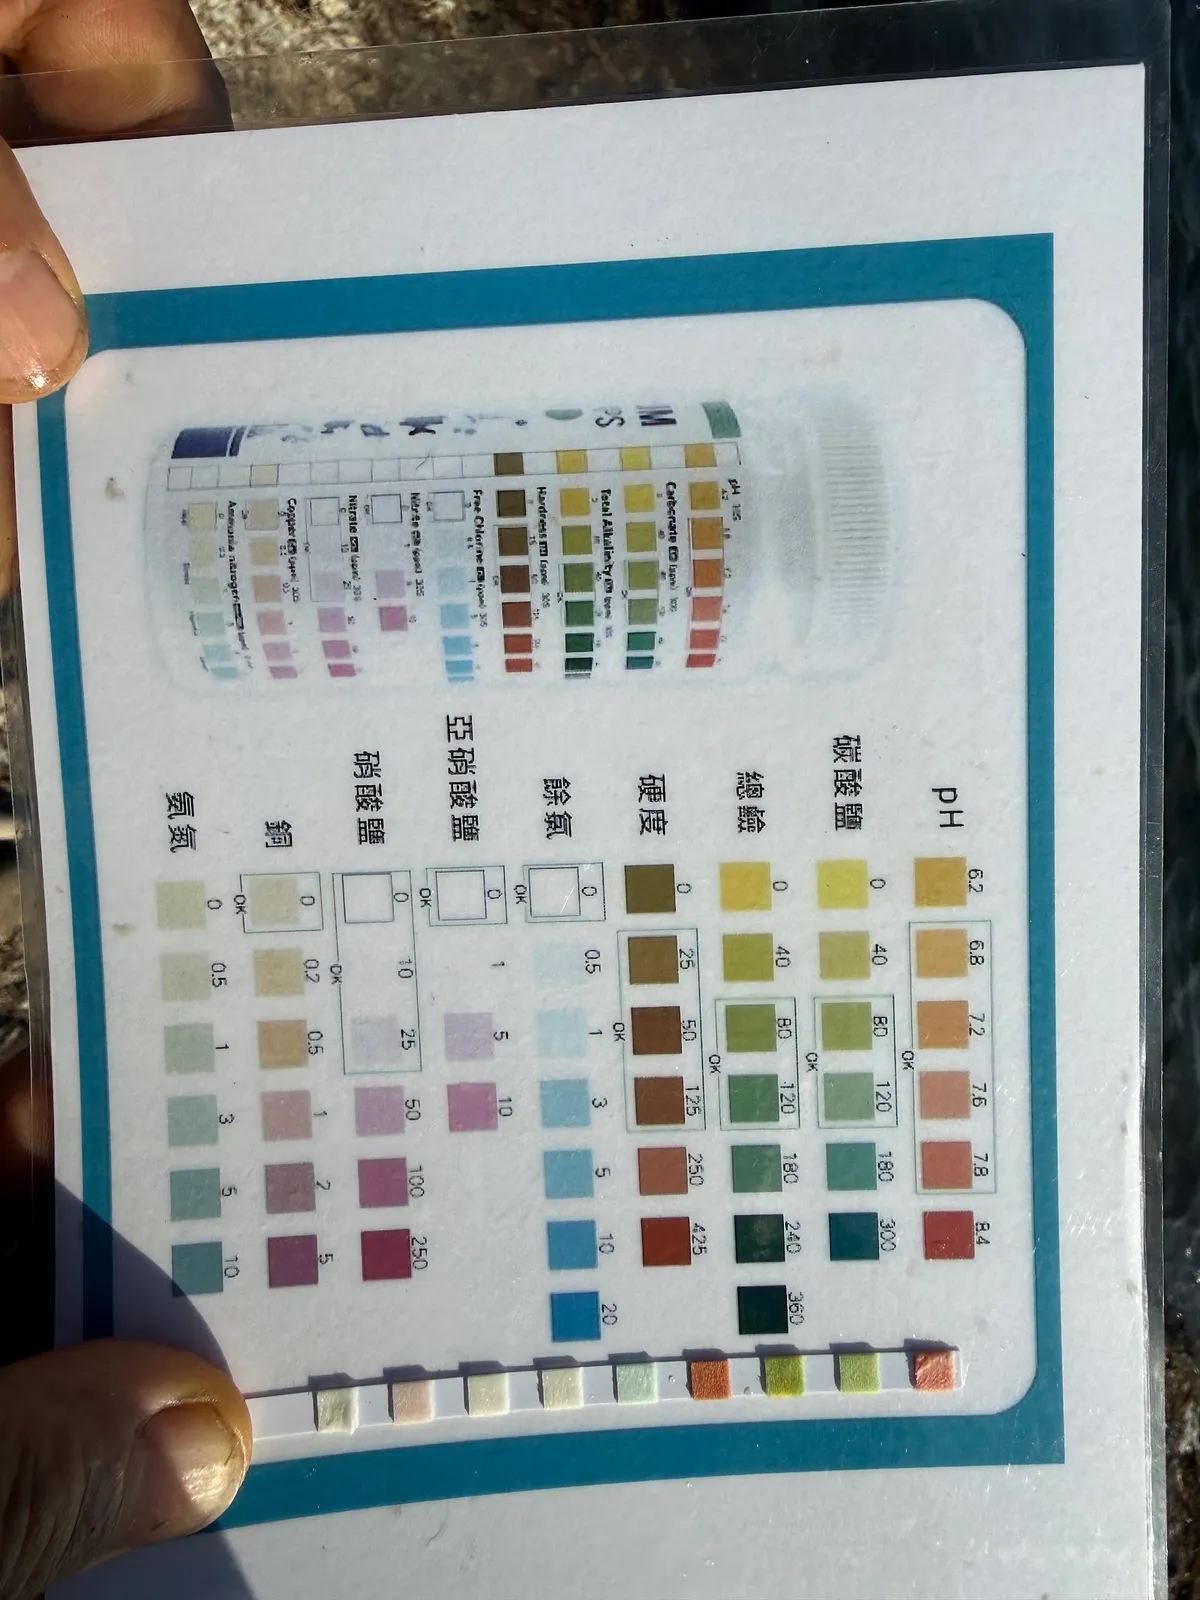 pH
6.2 6.8 7.2 7.6 7.8 8.4
OK
碳酸鹽
0 40 80 120 180 300
OK
總鹼
0 40 80 120 180 240 360
OK
硬度
0 25 50 125 250 425
OK
餘氯
0 0.5 1 3 5 10 20
OK
亞硝酸鹽
0 1 5 10
OK
硝酸鹽
0 10 25 50 100 250
OK
銅
0 0.2 0.5 1 2 5
OK
氨氮
0 0.5 1 3 5 10
pH
Carbonate
Total Alkalinity
Hardness
Free Chlorine
Nitrite
Nitrate
Copper
Ammonia nitrogen